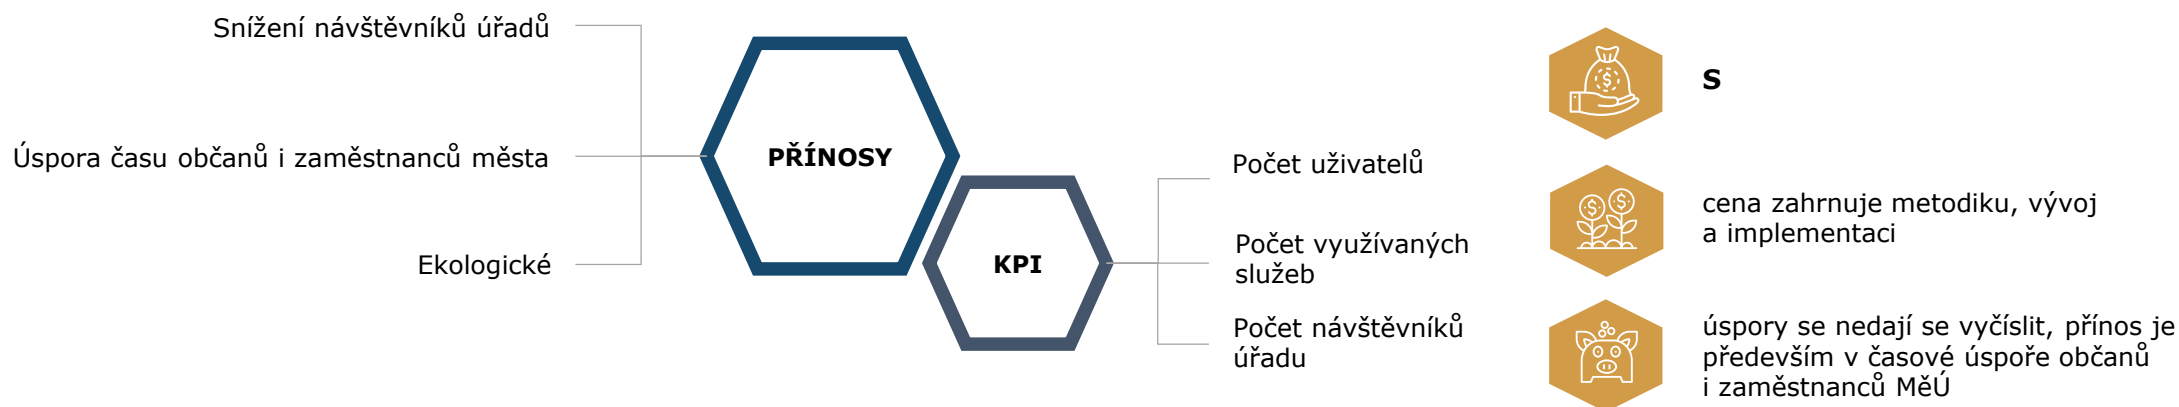 Snížení návštěvníků úřadů
Úspora času občanů i zaměstnanců města
Ekologické
PŘÍNOSY
KPI
Počet uživatelů
Počet využívaných
služeb
Počet návštěvníků
úřadu
S
cena zahrnuje metodiku, vývoj
a implementaci
úspory se nedají se vyčíslit, přínos je
především v časové úspoře občanů
i zaměstnanců MěÚ